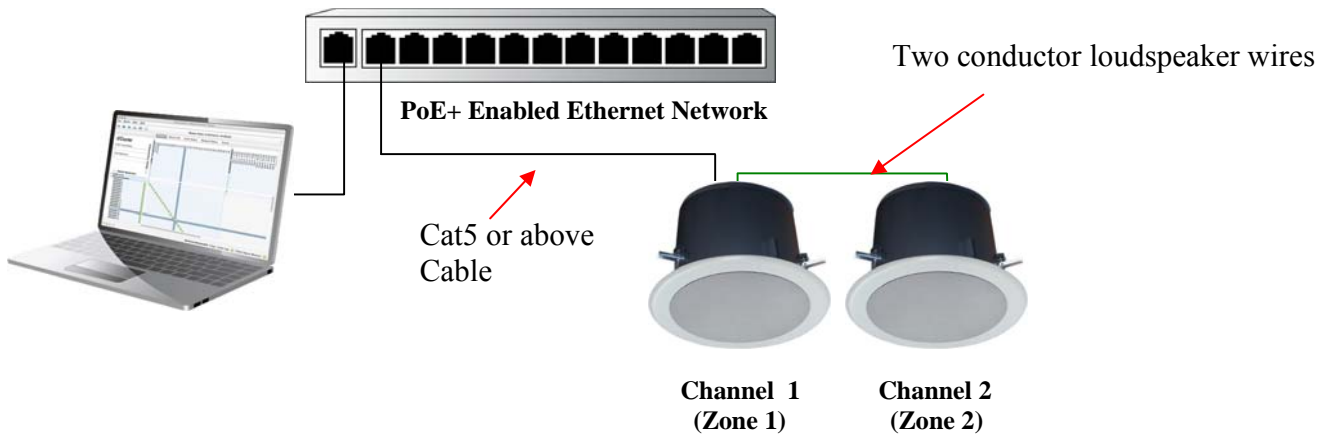 Two conductor loudspeaker wires
PoE+ Enabled Ethernet Network
Cat5 or above
Cable
Channel 1
(Zone 1)
Channel 2
(Zone 2)